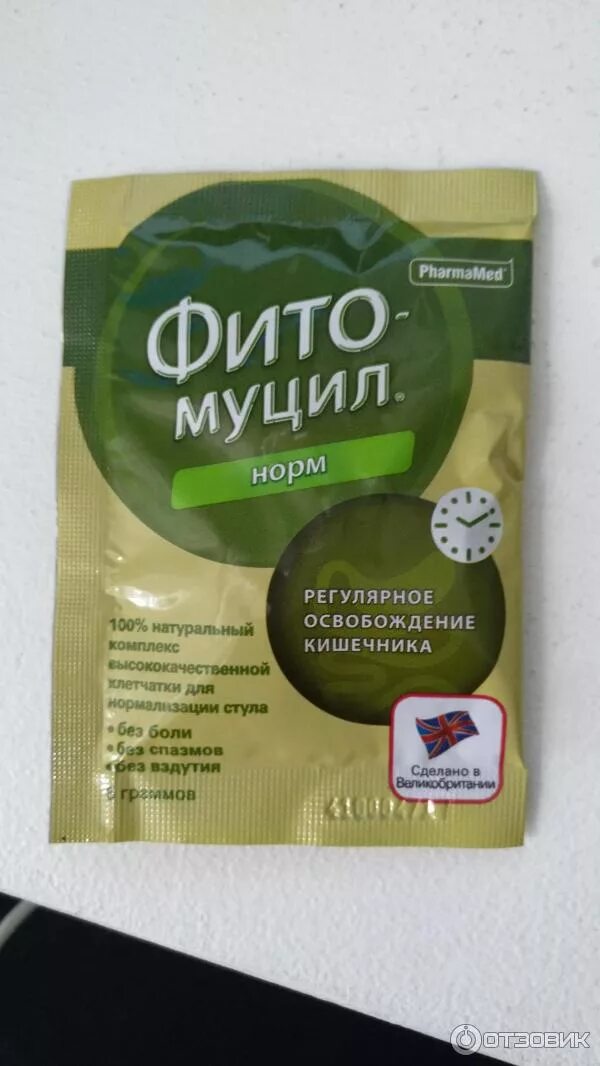 PharmaMed
ФИТО-
МУЦИЛ®
норм
РЕГУЛЯРНОЕ
ОСВОБОЖДЕНИЕ
КИШЕЧНИКА
100% натуральный
комплекс
высококачественной
клетчатки для
нормализации стула
• без боли
• без спазмов
• без вздутия
граммов
Сделано в
Великобритании
ОТЗОВИК